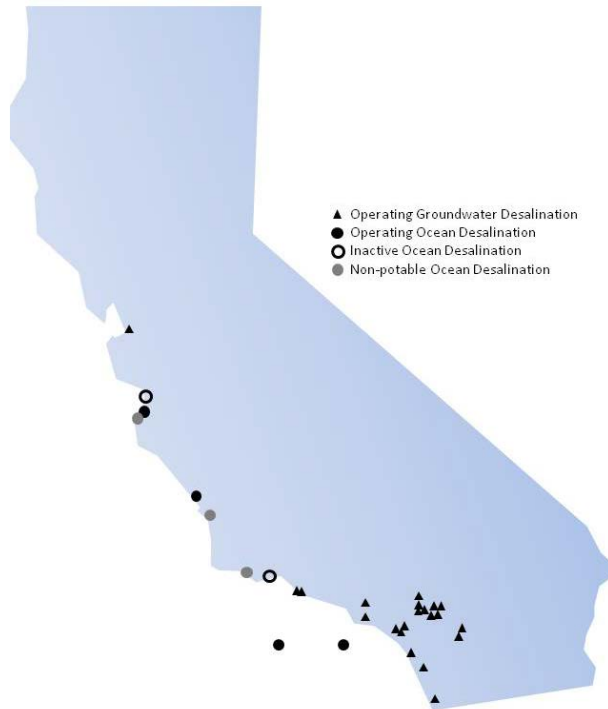 Operating Groundwater Desalination
Operating Ocean Desalination
Inactive Ocean Desalination
Non-potable Ocean Desalination